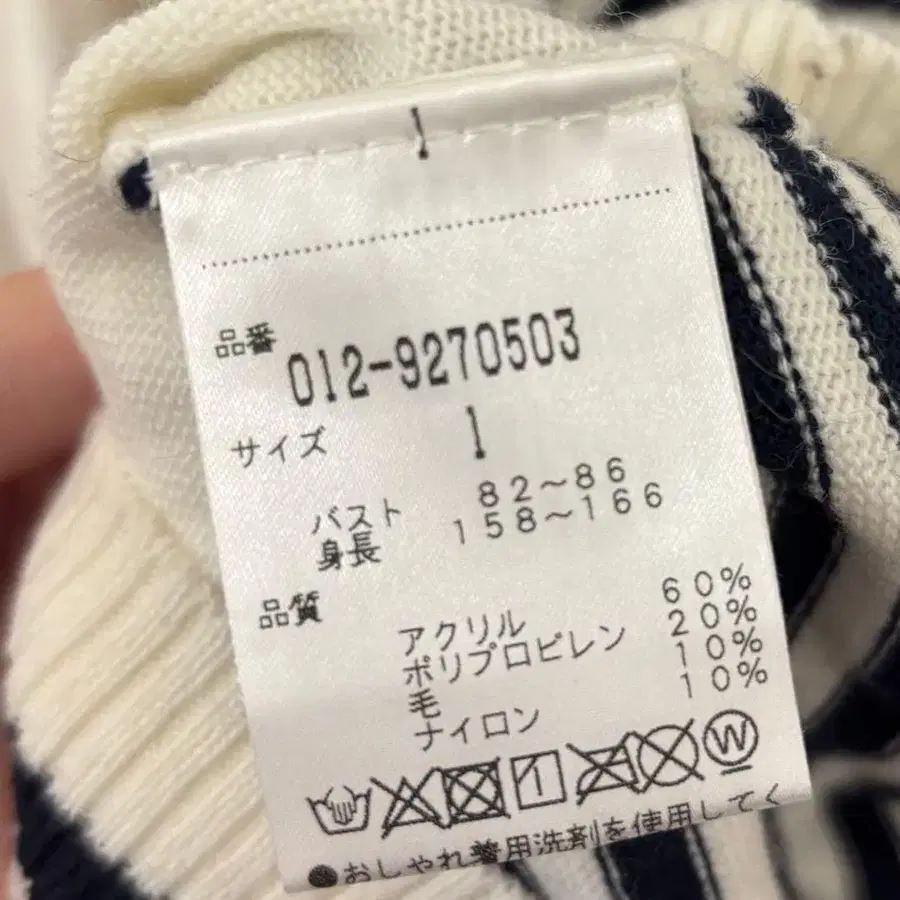 1
品番
012-9270503
サイズ 1
バスト 82～86
身長 158～166
品質
アクリル 60%
ポリプロピレン 20%
毛 10%
ナイロン 10%
W
●おしゃれ着用洗剤を使用してく